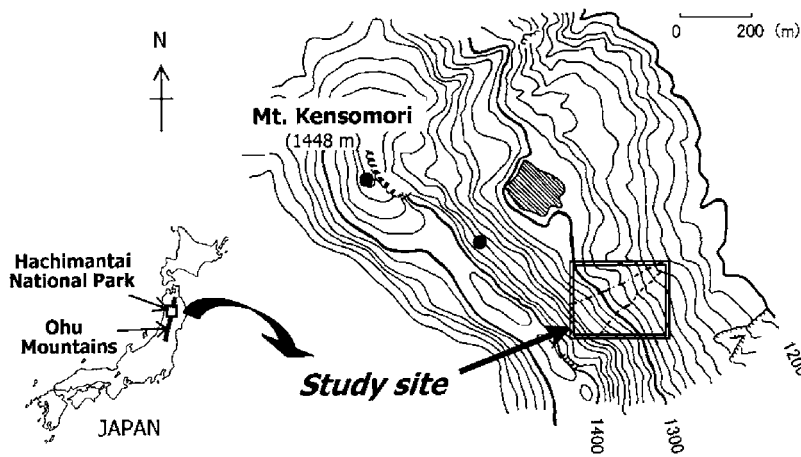 0 200 (m)
N
Mt. Kensomori
(1448 m)
Hachimantai
National Park
Ohu
Mountains
JAPAN
Study site
1400
1300
1200